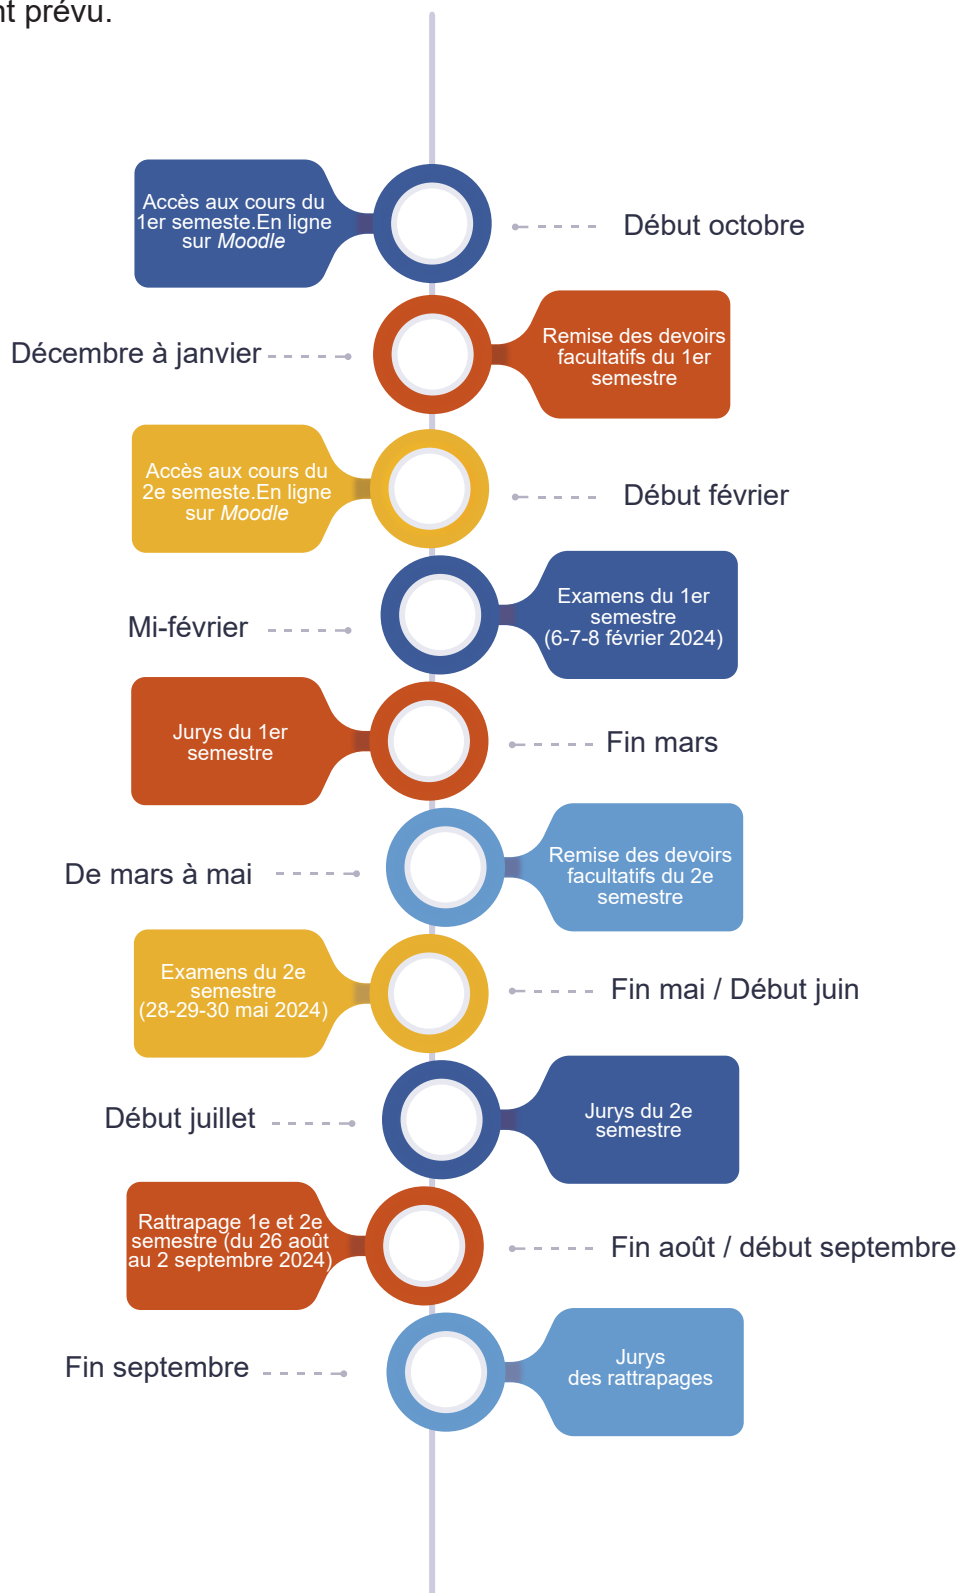 nt prévu.
Accès aux cours du
1er semeste.En ligne
sur Moodle
Début octobre
Décembre à janvier
Remise des devoirs
facultatifs du 1er
semestre
Accès aux cours du
2e semeste.En ligne
sur Moodle
Début février
Mi-février
Examens du 1er
semestre
(6-7-8 février 2024)
Jurys du 1er
semestre
Fin mars
De mars à mai
Remise des devoirs
facultatifs du 2e
semestre
Examens du 2e
semestre
(28-29-30 mai 2024)
Fin mai / Début juin
Début juillet
Jurys du 2e
semestre
Rattrapage 1e et 2e
semestre (du 26 août
au 2 septembre 2024)
Fin août / début septembre
Fin septembre
Jurys
des rattrapages